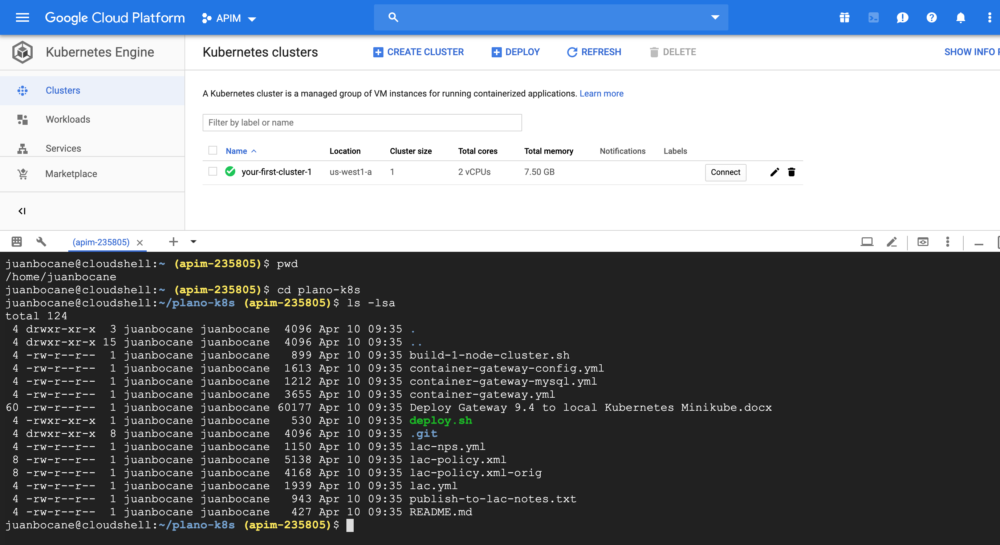 Google Cloud Platform APIM
Kubernetes Engine
Kubernetes clusters CREATE CLUSTER DEPLOY REFRESH DELETE SHOW INFO
Clusters
Workloads
Services
Marketplace
A Kubernetes cluster is a managed group of VM instances for running containerized applications. Learn more
Filter by label or name
Name Location Cluster size Total cores Total memory Notifications Labels
your-first-cluster-1 us-west1-a 1 2 vCPUs 7.50 GB Connect
(apim-235805)
juanbocane@cloudshell:~ (apim-235805)$ pwd
/home/juanbocane
juanbocane@cloudshell:~ (apim-235805)$ cd plano-k8s
juanbocane@cloudshell:~/plano-k8s (apim-235805)$ ls -lsa
total 124
4 drwxr-xr-x 3 juanbocane juanbocane 4096 Apr 10 09:35 .
4 drwxr-xr-x 15 juanbocane juanbocane 4096 Apr 10 09:35 ..
4 -rw-r--r-- 1 juanbocane juanbocane 899 Apr 10 09:35 build-1-node-cluster.sh
4 -rw-r--r-- 1 juanbocane juanbocane 1613 Apr 10 09:35 container-gateway-config.yml
4 -rw-r--r-- 1 juanbocane juanbocane 1212 Apr 10 09:35 container-gateway-mysql.yml
4 -rw-r--r-- 1 juanbocane juanbocane 3655 Apr 10 09:35 container-gateway.yml
60 -rw-r--r-- 1 juanbocane juanbocane 60177 Apr 10 09:35 Deploy Gateway 9.4 to local Kubernetes Minikube.docx
4 -rwxr-xr-x 1 juanbocane juanbocane 530 Apr 10 09:35 deploy.sh
4 drwxr-xr-x 8 juanbocane juanbocane 4096 Apr 10 09:35 .git
4 -rw-r--r-- 1 juanbocane juanbocane 1150 Apr 10 09:35 lac-nps.yml
8 -rw-r--r-- 1 juanbocane juanbocane 5138 Apr 10 09:35 lac-policy.xml
8 -rw-r--r-- 1 juanbocane juanbocane 4168 Apr 10 09:35 lac-policy.xml-orig
4 -rw-r--r-- 1 juanbocane juanbocane 1939 Apr 10 09:35 lac.yml
4 -rw-r--r-- 1 juanbocane juanbocane 943 Apr 10 09:35 publish-to-lac-notes.txt
4 -rw-r--r-- 1 juanbocane juanbocane 427 Apr 10 09:35 README.md
juanbocane@cloudshell:~/plano-k8s (apim-235805)$